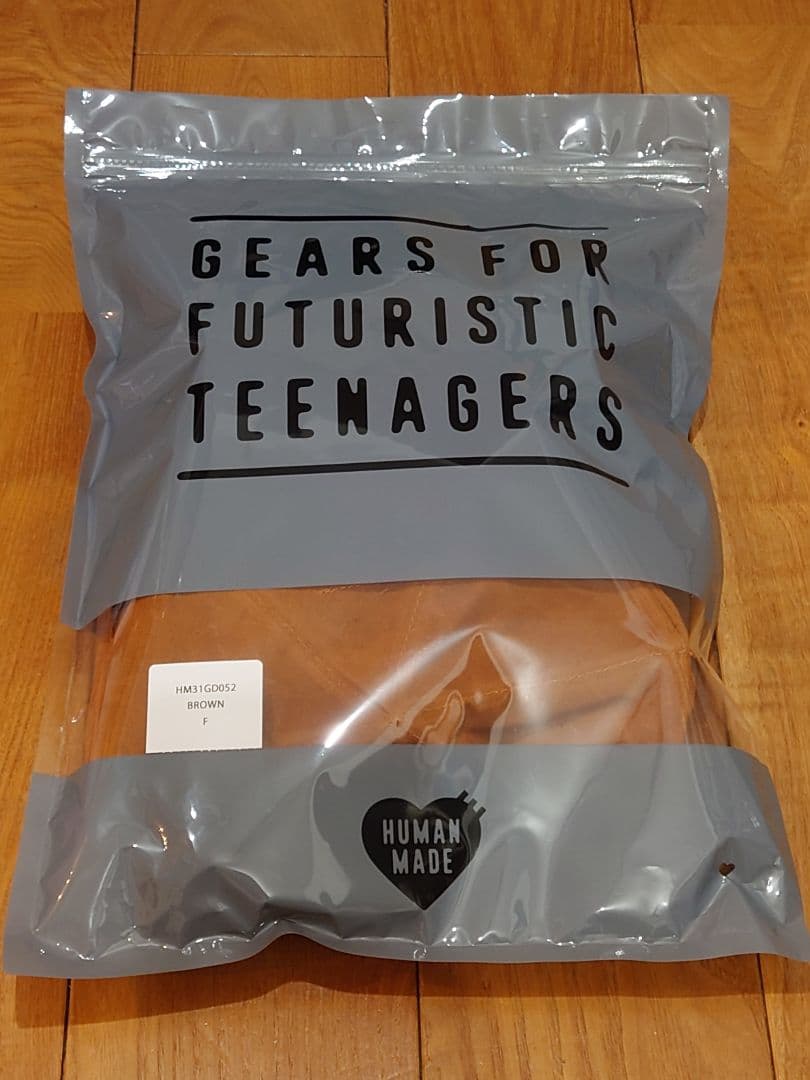 GEARS FOR
FUTURISTIC
TEENAGERS
HM31GD052
BROWN
F
HUMAN
MADE